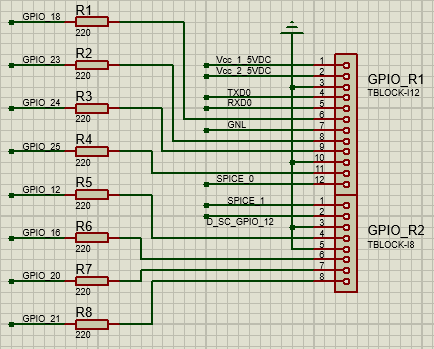 R1
GPIO_18
220
R2
GPIO_23
220
R3
GPIO_24
220
R4
GPIO_25
220
R5
GPIO_12
220
R6
GPIO_16
220
R7
GPIO_20
220
R8
GPIO_21
220
Vcc_1_5VDC
Vcc_2_5VDC
TXD0
RXD0
GNL
SPICE_0
SPICE_1
D_SC_GPIO_12
1
2
3
4
5
6
7
8
9
10
11
12
GPIO_R1
TBLOCK-I12
1
2
3
4
5
6
7
8
GPIO_R2
TBLOCK-I8